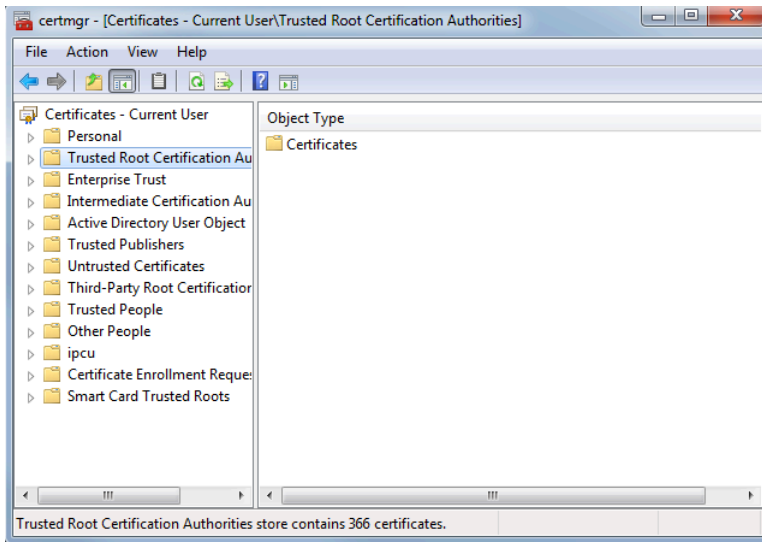 certmgr - [Certificates - Current User\Trusted Root Certification Authorities]
File Action View Help
Certificates - Current User
Personal
Trusted Root Certification Au
Enterprise Trust
Intermediate Certification Au
Active Directory User Object
Trusted Publishers
Untrusted Certificates
Third-Party Root Certification
Trusted People
Other People
ipcu
Certificate Enrollment Reques
Smart Card Trusted Roots
Object Type
Certificates
Trusted Root Certification Authorities store contains 366 certificates.